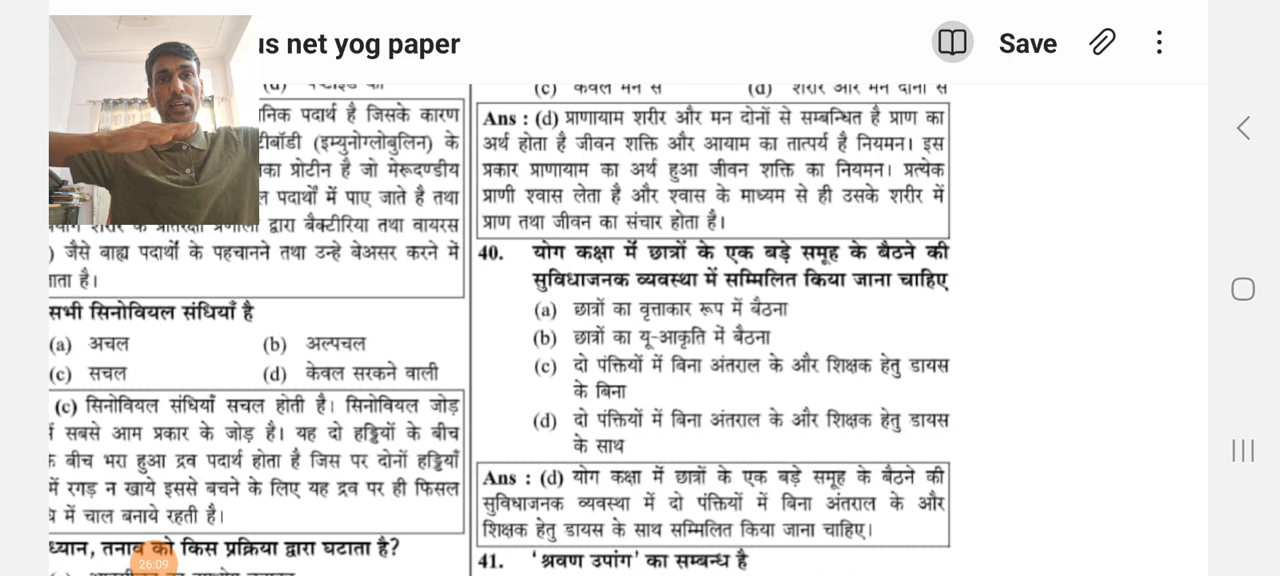 us net yog paper
Save
निक पदार्थ है जिसके कारण
टीबॉडी (इम्युनोग्लोबुलिन) के
का प्रोटीन है जो मेरूदण्डीय
ल पदार्थों में पाए जाते है तथा
द्वारा बैक्टीरिया तथा वायरस
) जैसे बाह्य पदार्थों के पहचानने तथा उन्हे बेअसर करने में
ाता है।
सभी सिनोवियल संधियाँ है
(a) अचल (b) अल्पचल
(c) सचल (d) केवल सरकने वाली
(c) सिनोवियल संधियाँ सचल होती है। सिनोवियल जोड़
में सबसे आम प्रकार के जोड़ है। यह दो हड्डियों के बीच
के बीच भरा हुआ द्रव पदार्थ होता है जिस पर दोनों हड्डियाँ
में रगड़ न खाये इससे बचने के लिए यह द्रव पर ही फिसल
में चाल बनाये रहती है।
ध्यान, तनाव को किस प्रक्रिया द्वारा घटाता है?
26:09
(c) केवल मन से (d) शरीर और मन दोनों से
Ans : (d) प्राणायाम शरीर और मन दोनों से सम्बन्धित है प्राण का
अर्थ होता है जीवन शक्ति और आयाम का तात्पर्य है नियमन। इस
प्रकार प्राणायाम का अर्थ हुआ जीवन शक्ति का नियमन। प्रत्येक
प्राणी श्वास लेता है और श्वास के माध्यम से ही उसके शरीर में
प्राण तथा जीवन का संचार होता है।
40. योग कक्षा में छात्रों के एक बड़े समूह के बैठने की
सुविधाजनक व्यवस्था में सम्मिलित किया जाना चाहिए
(a) छात्रों का वृत्ताकार रूप में बैठना
(b) छात्रों का यू-आकृति में बैठना
(c) दो पंक्तियों में बिना अंतराल के और शिक्षक हेतु डायस
के बिना
(d) दो पंक्तियों में बिना अंतराल के और शिक्षक हेतु डायस
के साथ
Ans : (d) योग कक्षा में छात्रों के एक बड़े समूह के बैठने की
सुविधाजनक व्यवस्था में दो पंक्तियों में बिना अंतराल के और
शिक्षक हेतु डायस के साथ सम्मिलित किया जाना चाहिए।
41. 'श्रवण उपांग' का सम्बन्ध है